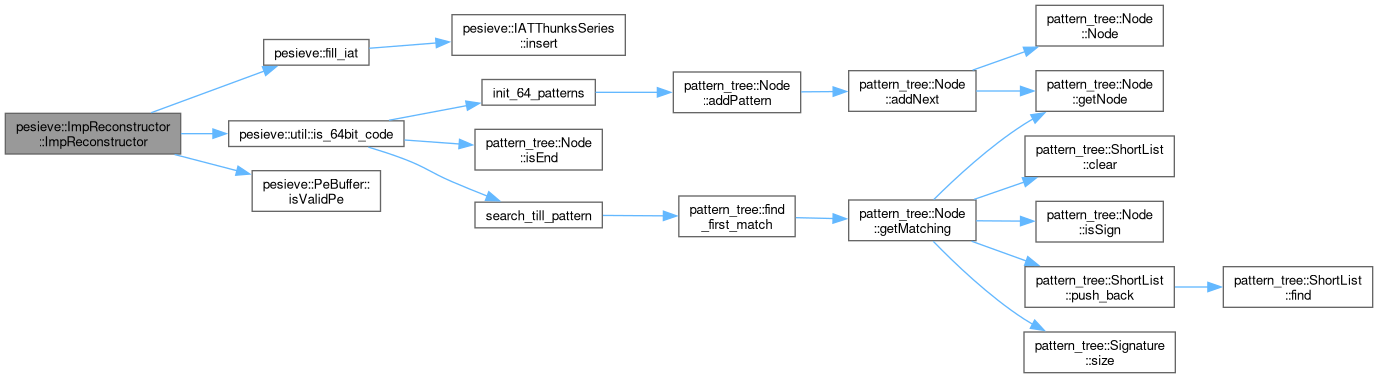 pesieve::ImpReconstructor
::ImpReconstructor
pesieve::fill_iat
pesieve::IATThunksSeries
::insert
pesieve::util::is_64bit_code
init_64_patterns
pattern_tree::Node
::addPattern
pattern_tree::Node
::addNext
pattern_tree::Node
::Node
pattern_tree::Node
::getNode
pattern_tree::Node
::isEnd
search_till_pattern
pattern_tree::find
_first_match
pattern_tree::Node
::getMatching
pattern_tree::ShortList
::clear
pattern_tree::Node
::isSign
pattern_tree::ShortList
::push_back
pattern_tree::ShortList
::find
pattern_tree::Signature
::size
pesieve::PeBuffer::
isValidPe